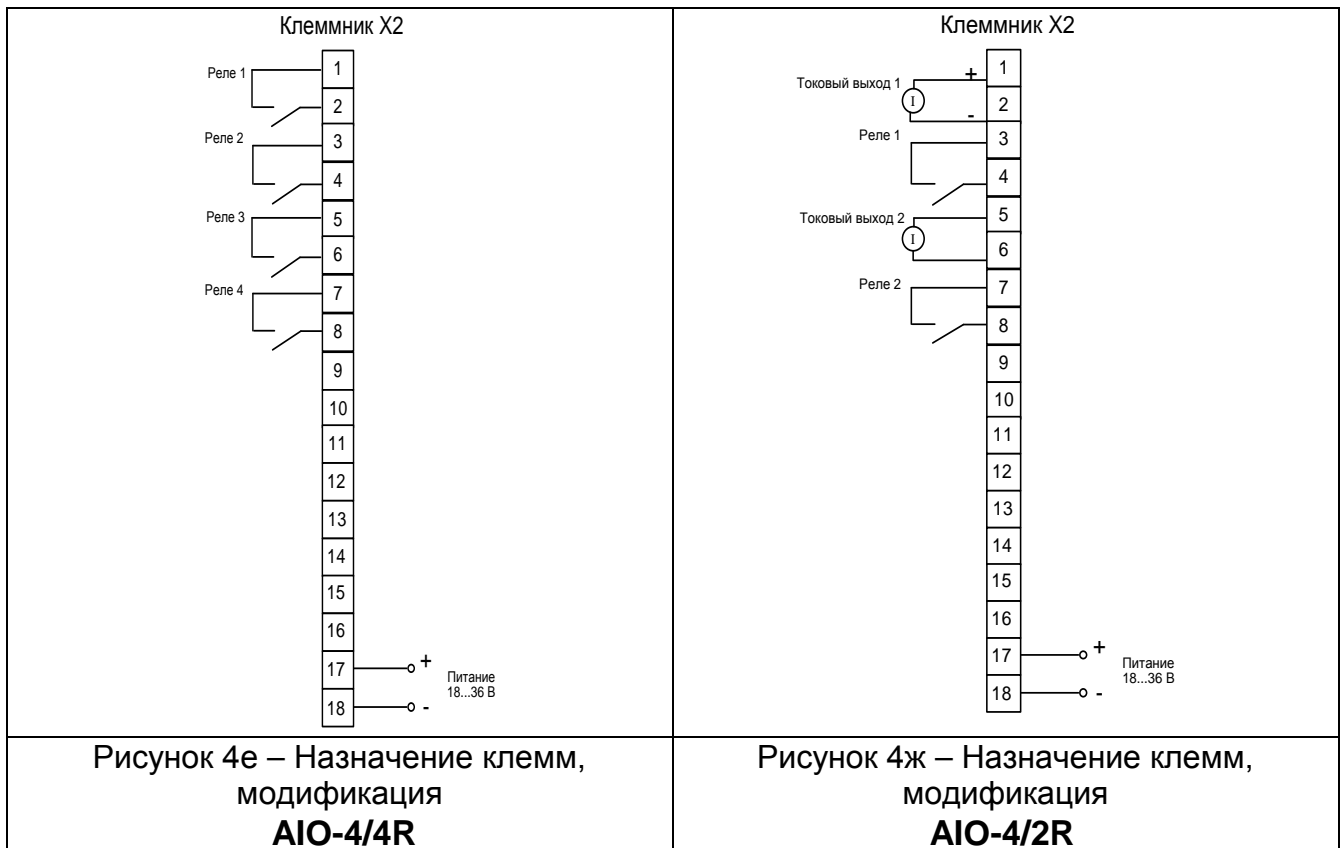 Клеммник X2
Реле 1
1
2
Реле 2
3
4
Реле 3
5
6
Реле 4
7
8
9
10
11
12
13
14
15
16
17
+
Питание
18...36 В
18
-
Рисунок 4е – Назначение клемм,
модификация
AIO-4/4R
Клеммник X2
+
1
Токовый выход 1
I
2
-
Реле 1
3
4
Токовый выход 2
5
I
6
Реле 2
7
8
9
10
11
12
13
14
15
16
17
+
Питание
18...36 В
18
-
Рисунок 4ж – Назначение клемм,
модификация
AIO-4/2R